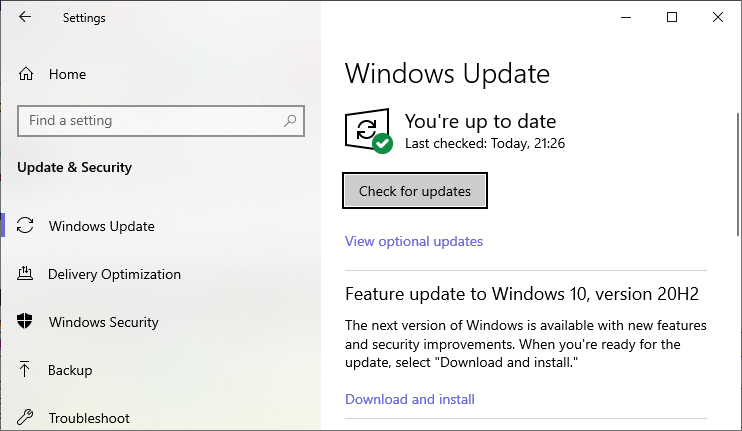 Settings
Home
Find a setting
Update & Security
Windows Update
Delivery Optimization
Windows Security
Backup
Troubleshoot
Windows Update
You're up to date
Last checked: Today, 21:26
Check for updates
View optional updates
Feature update to Windows 10, version 20H2
The next version of Windows is available with new features
and security improvements. When you're ready for the
update, select "Download and install."
Download and install